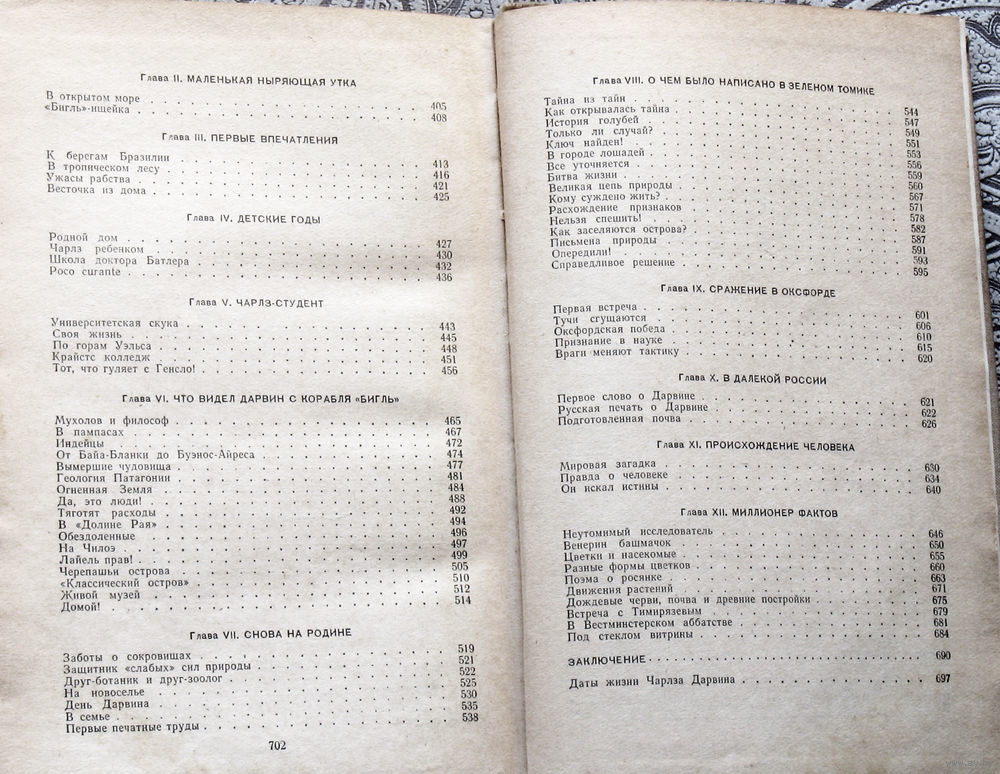 Глава II. МАЛЕНЬКАЯ НЫРЯЮЩАЯ УТКА
В открытом море . . . 405
«Бигль»-ищейка . . . 408
Глава III. ПЕРВЫЕ ВПЕЧАТЛЕНИЯ
К берегам Бразилии . . . 413
В тропическом лесу . . . 416
Ужасы рабства . . . 421
Весточка из дома . . . 425
Глава IV. ДЕТСКИЕ ГОДЫ
Родной дом . . . 427
Чарлз ребенком . . . 430
Школа доктора Батлера . . . 432
Poco curante . . . 436
Глава V. ЧАРЛЗ-СТУДЕНТ
Университетская скука . . . 443
Своя жизнь . . . 445
По горам Уэльса . . . 448
Крайстс колледж . . . 451
Тот, что гуляет с Генсло! . . . 456
Глава VI. ЧТО ВИДЕЛ ДАРВИН С КОРАБЛЯ «БИГЛЬ»
Мухолов и философ . . . 465
В пампасах . . . 467
Индейцы . . . 472
От Байа-Бланки до Буэнос-Айреса . . . 474
Вымершие чудовища . . . 477
Геология Патагонии . . . 481
Огненная Земля . . . 484
Да, это люди! . . . 488
Тяготят расходы . . . 492
В «Долине Рая» . . . 494
Обездоленные . . . 496
На Чилоэ . . . 497
Лайель прав! . . . 499
Черепашьи острова . . . 505
«Классический остров» . . . 510
Живой музей . . . 512
Домой! . . . 514
Глава VII. СНОВА НА РОДИНЕ
Заботы о сокровищах . . . 519
Защитник «слабых» сил природы . . . 521
Друг-ботаник и друг-зоолог . . . 522
На новоселье . . . 525
День Дарвина . . . 530
В семье . . . 535
Первые печатные труды . . . 538
702
Глава VIII. О ЧЕМ БЫЛО НАПИСАНО В ЗЕЛЕНОМ ТОМИКЕ
Тайна из тайн . . . 544
Как открывалась тайна . . . 547
История голубей . . . 549
Только ли случай? . . . 551
Ключ найден! . . . 553
В городе лошадей . . . 556
Все уточняется . . . 559
Битва жизни . . . 560
Великая цепь природы . . . 567
Кому суждено жить? . . . 571
Расхождение признаков . . . 578
Нельзя спешить! . . . 582
Как заселяются острова? . . . 587
Письмена природы . . . 591
Опередили! . . . 593
Справедливое решение . . . 595
Глава IX. СРАЖЕНИЕ В ОКСФОРДЕ
Первая встреча . . . 601
Тучи сгущаются . . . 606
Оксфордская победа . . . 610
Признание в науке . . . 615
Враги меняют тактику . . . 620
Глава X. В ДАЛЕКОЙ РОССИИ
Первое слово о Дарвине . . . 621
Русская печать о Дарвине . . . 622
Подготовленная почва . . . 626
Глава XI. ПРОИСХОЖДЕНИЕ ЧЕЛОВЕКА
Мировая загадка . . . 630
Правда о человеке . . . 634
Он искал истины . . . 640
Глава XII. МИЛЛИОНЕР ФАКТОВ
Неутомимый исследователь . . . 646
Венерин башмачок . . . 650
Цветки и насекомые . . . 655
Разные формы цветков . . . 660
Поэма о росянке . . . 663
Движения растений . . . 671
Дождевые черви, почва и древние постройки . . . 675
Встреча с Тимирязевым . . . 679
В Вестминстерском аббатстве . . . 681
Под стеклом витрины . . . 684
ЗАКЛЮЧЕНИЕ . . . 690
Даты жизни Чарлза Дарвина . . . 697